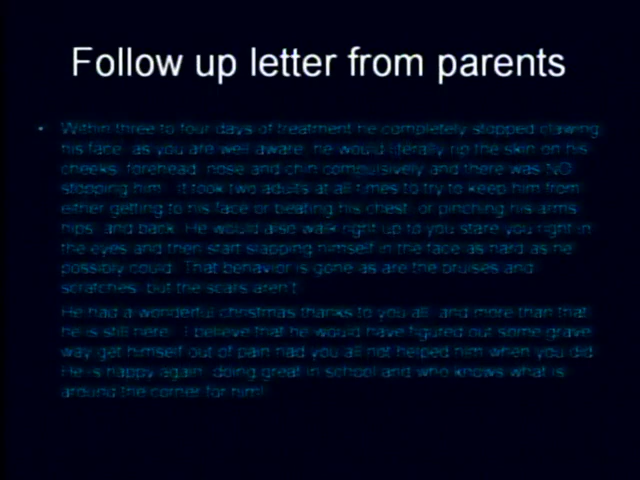 Follow up letter from parents
• Within three to four days of treatment he completely stopped clawing
his face, as you are well aware, he would literally rip the skin on his
cheeks, forehead, nose and chin compulsively and there was NO
stopping him. It took two adults at all times to try to keep him from
either getting to his face or beating his chest, or pinching his arms,
hips, and back. He would also walk right up to you stare you right in
the eyes and then start slapping himself in the face as hard as he
possibly could. That behavior is gone as are the bruises and
scratches, but the scars aren't.
He had a wonderful christmas thanks to you all, and more than that
he is still here. I believe that he would have figured out some grave
way get himself out of pain had you all not helped him when you did.
He is happy again, doing great in school and who knows what is
around the corner for him!